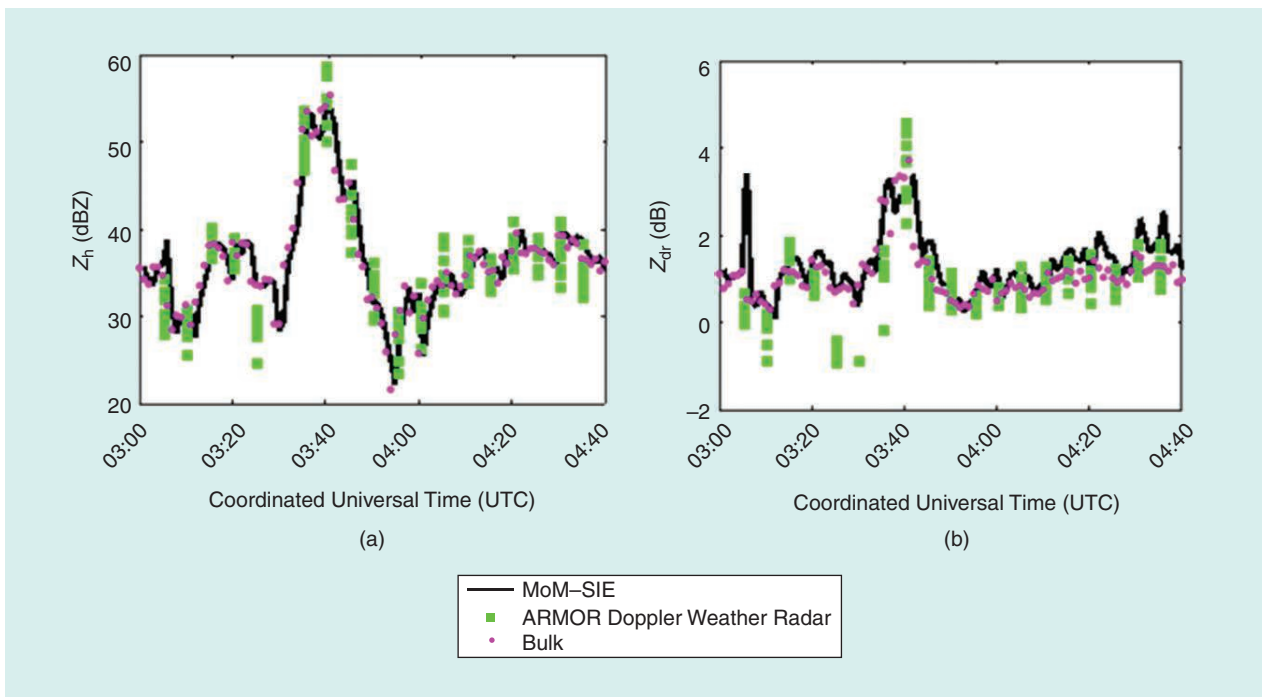 60
50
40
30
20
Zh (dBZ)
03:00
03:20
03:40
04:00
04:20
04:40
Coordinated Universal Time (UTC)
(a)
6
4
2
0
–2
Zdr (dB)
03:00
03:20
03:40
04:00
04:20
04:40
Coordinated Universal Time (UTC)
(b)
MoM–SIE
ARMOR Doppler Weather Radar
Bulk